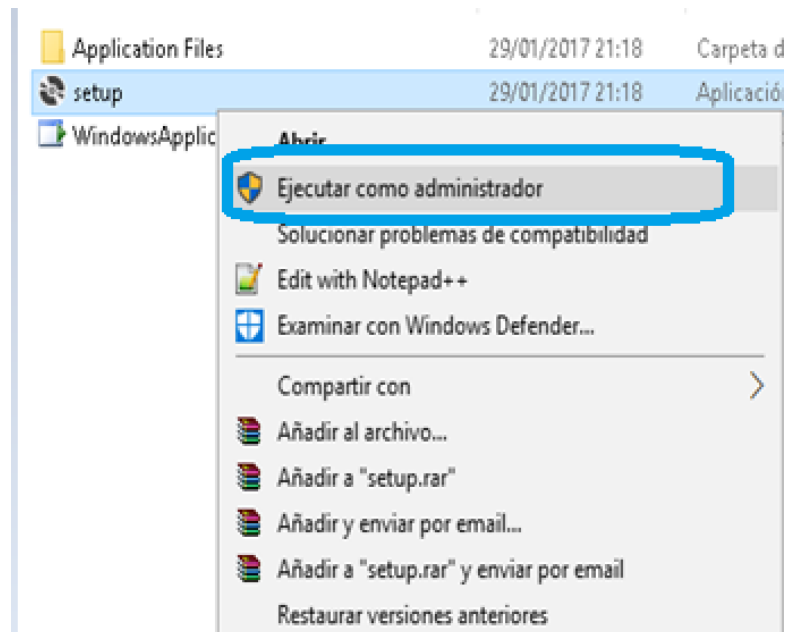 Application Files 29/01/2017 21:18 Carpeta d
setup 29/01/2017 21:18 Aplicació
WindowsApplic
Abrir
Ejecutar como administrador
Solucionar problemas de compatibilidad
Edit with Notepad++
Examinar con Windows Defender...
Compartir con
Añadir al archivo...
Añadir a "setup.rar"
Añadir y enviar por email...
Añadir a "setup.rar" y enviar por email
Restaurar versiones anteriores